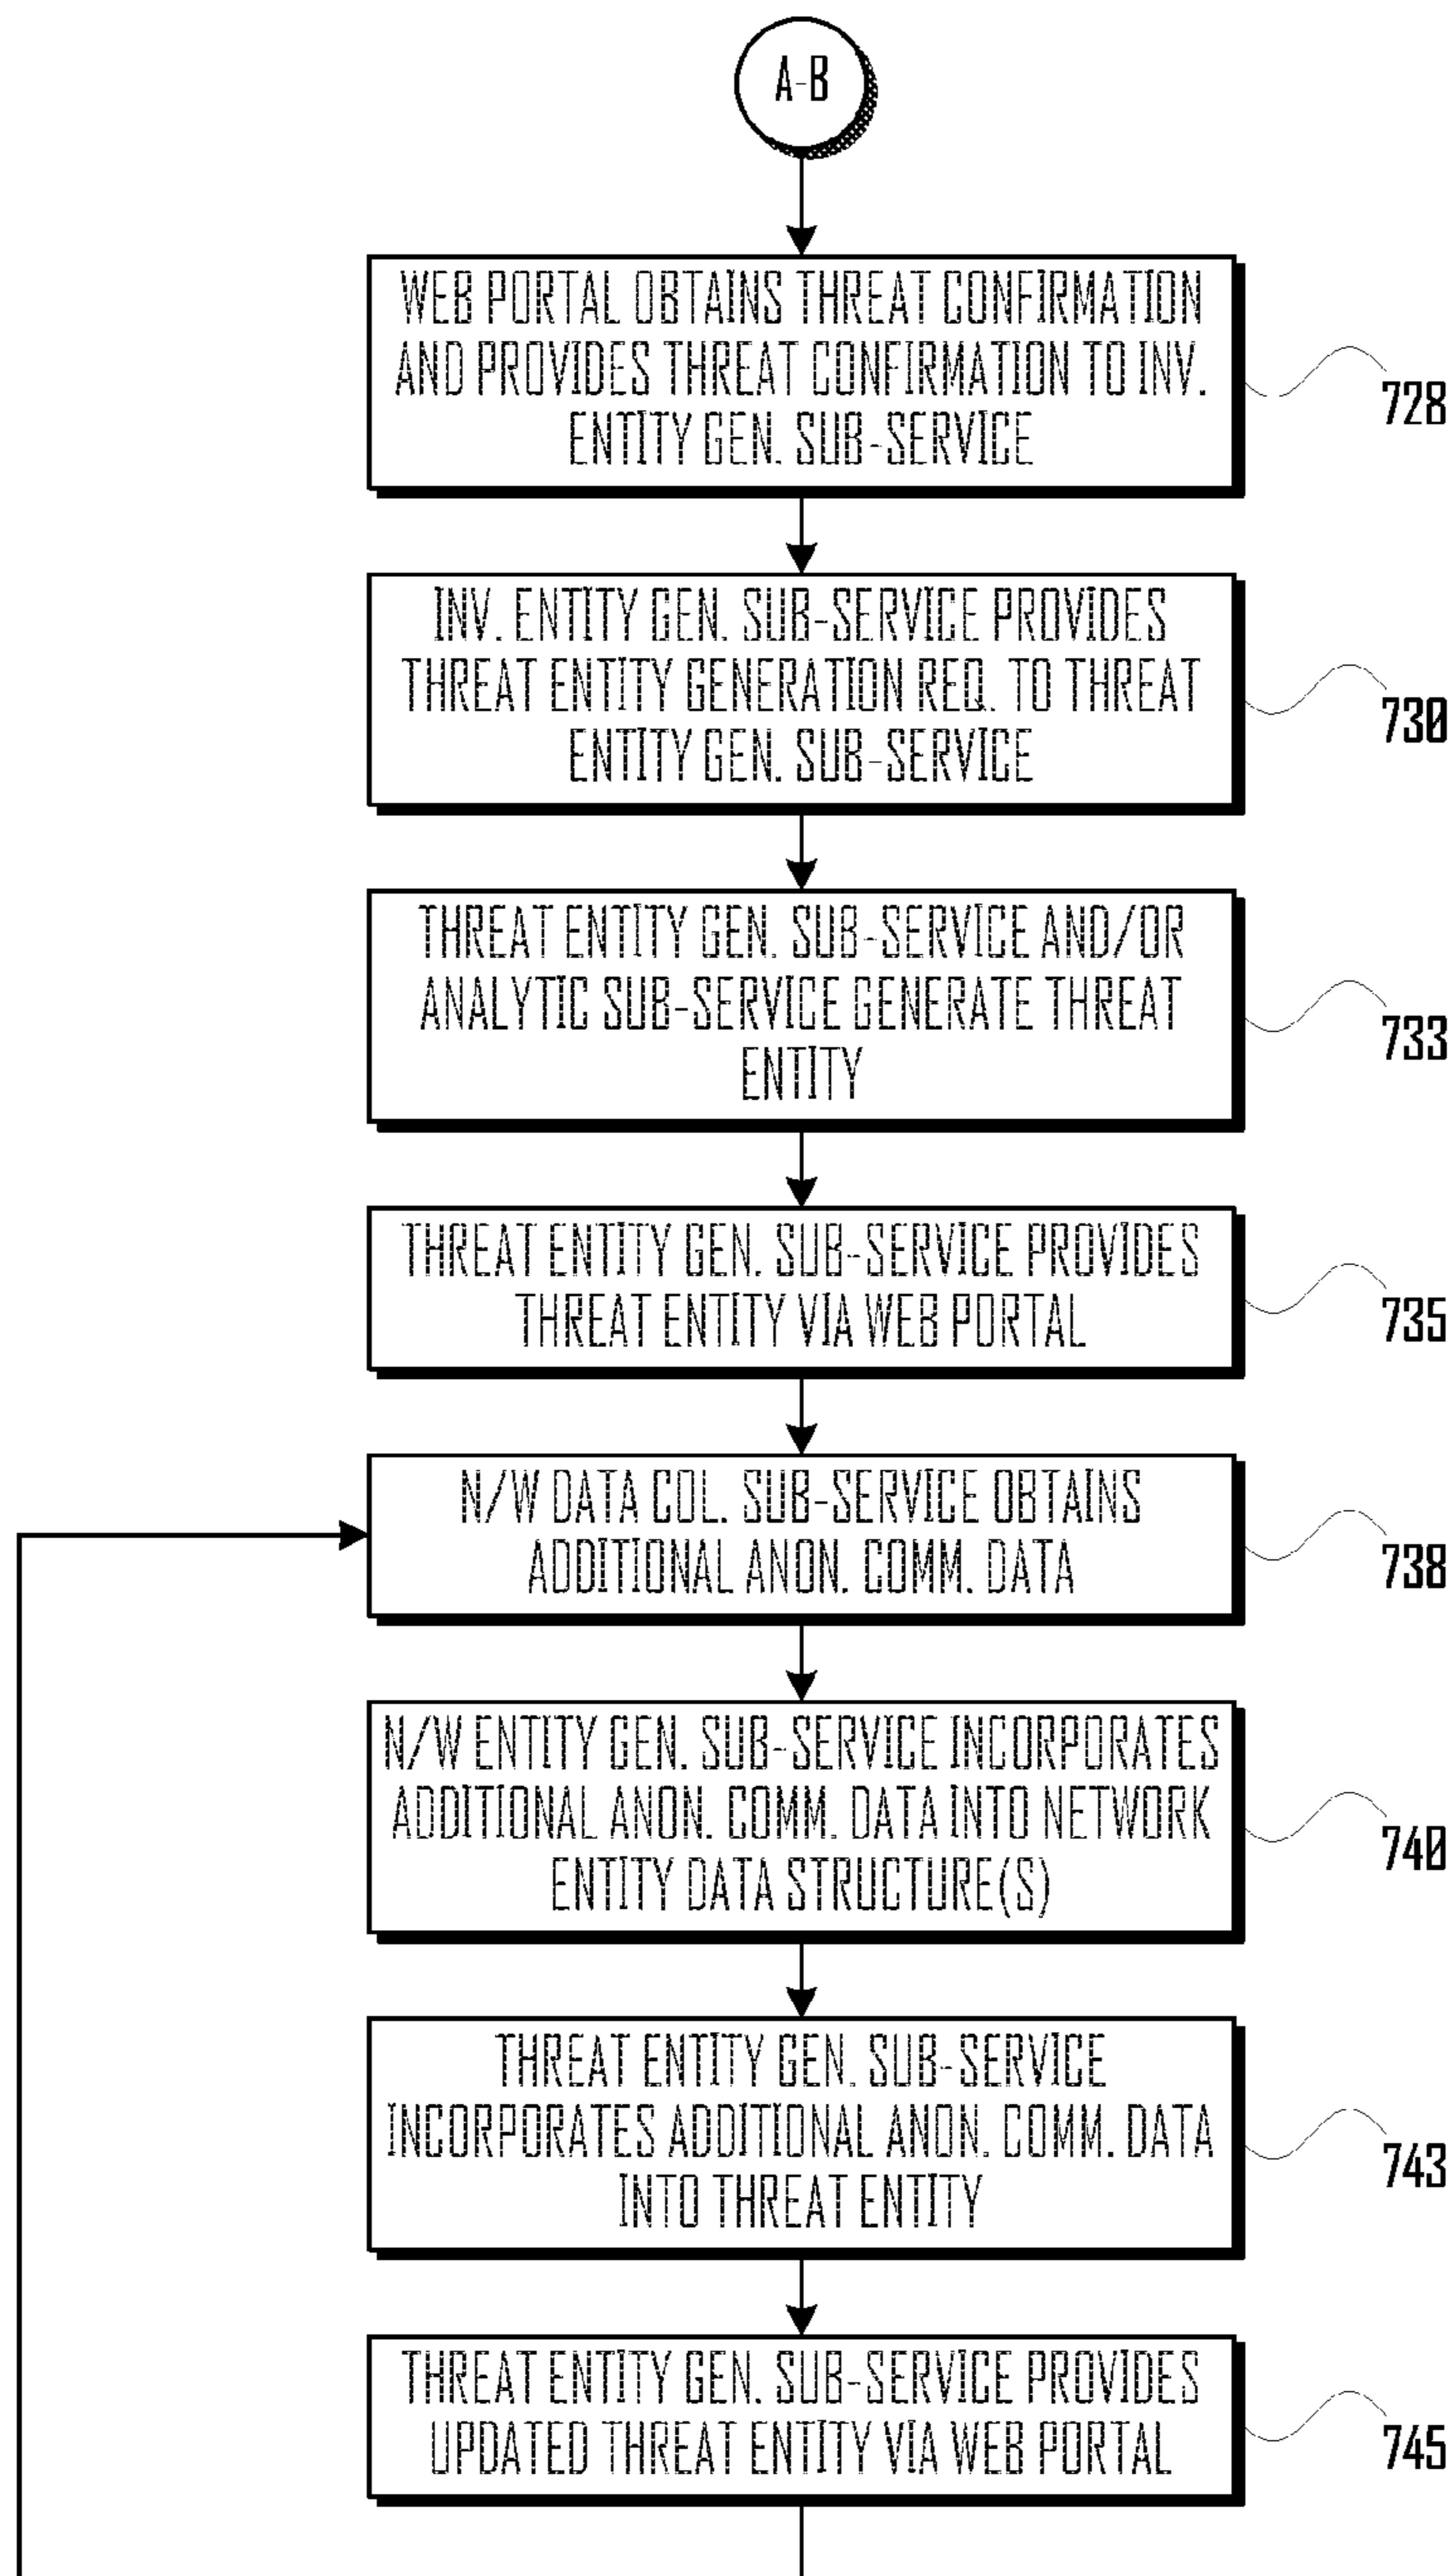 A-B
WEB PORTAL OBTAINS THREAT CONFIRMATION
AND PROVIDES THREAT CONFIRMATION TO INV.
ENTITY GEN. SUB-SERVICE
728
INV. ENTITY GEN. SUB-SERVICE PROVIDES
THREAT ENTITY GENERATION REQ. TO THREAT
ENTITY GEN. SUB-SERVICE
730
THREAT ENTITY GEN. SUB-SERVICE AND/OR
ANALYTIC SUB-SERVICE GENERATE THREAT
ENTITY
733
THREAT ENTITY GEN. SUB-SERVICE PROVIDES
THREAT ENTITY VIA WEB PORTAL
735
N/W DATA COL. SUB-SERVICE OBTAINS
ADDITIONAL ANON. COMM. DATA
738
N/W ENTITY GEN. SUB-SERVICE INCORPORATES
ADDITIONAL ANON. COMM. DATA INTO NETWORK
ENTITY DATA STRUCTURE(S)
740
THREAT ENTITY GEN. SUB-SERVICE
INCORPORATES ADDITIONAL ANON. COMM. DATA
INTO THREAT ENTITY
743
THREAT ENTITY GEN. SUB-SERVICE PROVIDES
UPDATED THREAT ENTITY VIA WEB PORTAL
745